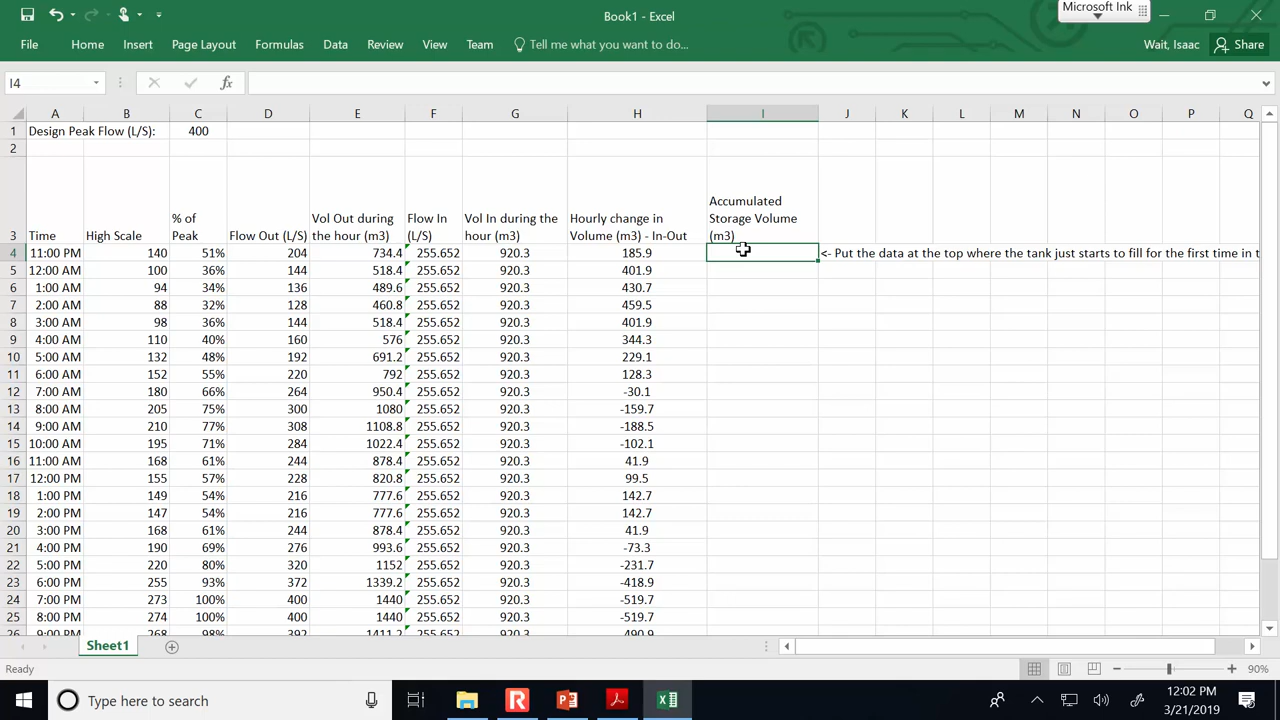 Book1 - Excel
Microsoft Ink
File Home Insert Page Layout Formulas Data Review View Team Tell me what you want to do... Wait, Isaac Share
I4 fx
A B C D E F G H I J K L M N O P Q
1 Design Peak Flow (L/S): 400
2
Accumulated
% of Vol Out during Flow In Vol In during the Hourly change in Storage Volume
3 Time High Scale Peak Flow Out (L/S) the hour (m3) (L/S) hour (m3) Volume (m3) - In-Out (m3)
4 11:00 PM 140 51% 204 734.4 255.652 920.3 185.9 <- Put the data at the top where the tank just starts to fill for the first time in t
5 12:00 AM 100 36% 144 518.4 255.652 920.3 401.9
6 1:00 AM 94 34% 136 489.6 255.652 920.3 430.7
7 2:00 AM 88 32% 128 460.8 255.652 920.3 459.5
8 3:00 AM 98 36% 144 518.4 255.652 920.3 401.9
9 4:00 AM 110 40% 160 576 255.652 920.3 344.3
10 5:00 AM 132 48% 192 691.2 255.652 920.3 229.1
11 6:00 AM 152 55% 220 792 255.652 920.3 128.3
12 7:00 AM 180 66% 264 950.4 255.652 920.3 -30.1
13 8:00 AM 205 75% 300 1080 255.652 920.3 -159.7
14 9:00 AM 210 77% 308 1108.8 255.652 920.3 -188.5
15 10:00 AM 195 71% 284 1022.4 255.652 920.3 -102.1
16 11:00 AM 168 61% 244 878.4 255.652 920.3 41.9
17 12:00 PM 155 57% 228 820.8 255.652 920.3 99.5
18 1:00 PM 149 54% 216 777.6 255.652 920.3 142.7
19 2:00 PM 147 54% 216 777.6 255.652 920.3 142.7
20 3:00 PM 168 61% 244 878.4 255.652 920.3 41.9
21 4:00 PM 190 69% 276 993.6 255.652 920.3 -73.3
22 5:00 PM 220 80% 320 1152 255.652 920.3 -231.7
23 6:00 PM 255 93% 372 1339.2 255.652 920.3 -418.9
24 7:00 PM 273 100% 400 1440 255.652 920.3 -519.7
25 8:00 PM 274 100% 400 1440 255.652 920.3 -519.7
26 9:00 PM 268 98% 392 1411.2 255.652 920.3 -490.9
Sheet1
Ready 90%
Type here to search
12:02 PM
3/21/2019